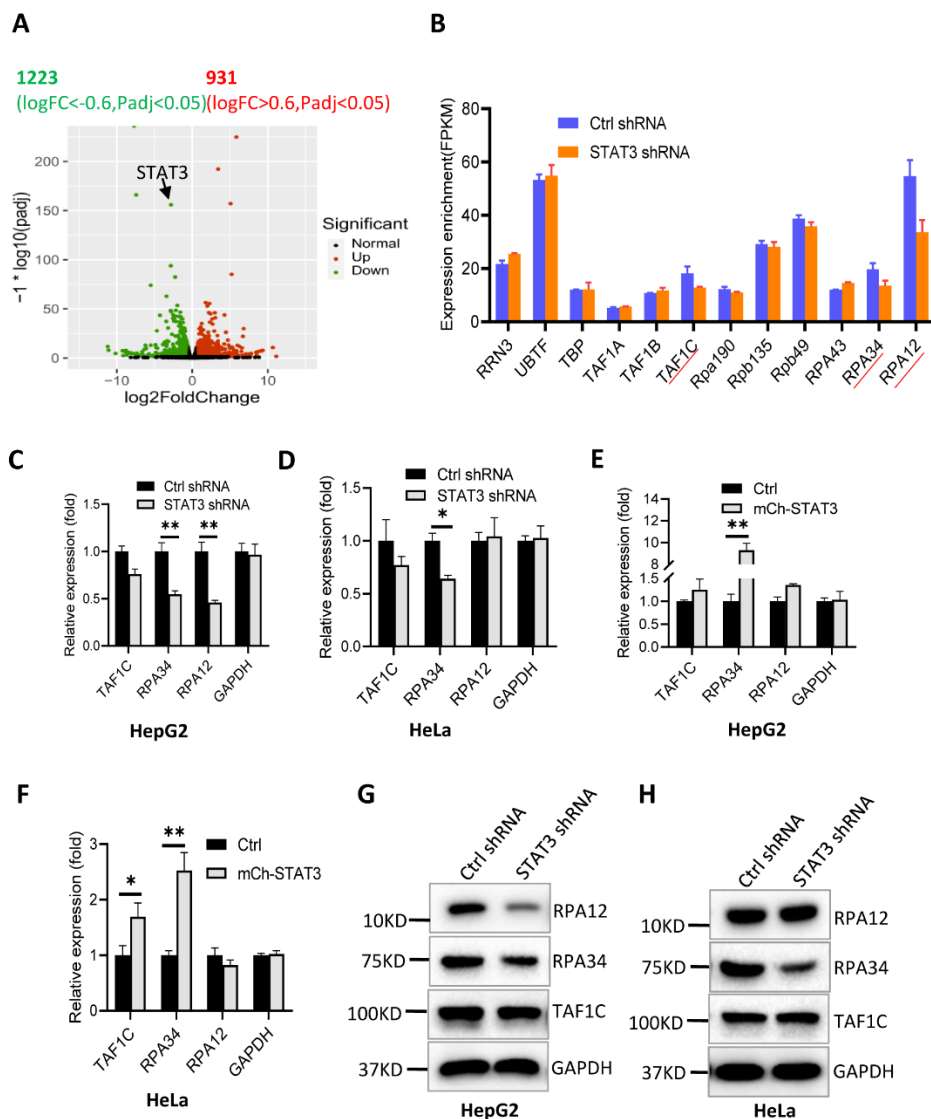 A
1223 931
(logFC<-0.6,Padj<0.05)(logFC>0.6,Padj<0.05)
STAT3
-1 * log10(padj)
200
150
100
50
0
-10 0 10
log2FoldChange
Significant
Normal
Up
Down
B
Ctrl shRNA
STAT3 shRNA
Expression enrichment(FPKM)
80
60
40
20
0
RRN3
UBTF
TBP
TAF1A
TAF1B
TAF1C
Rpa190
Rpb135
Rpb49
RPA43
RPA34
RPA12
C
Ctrl shRNA
STAT3 shRNA
Relative expression (fold)
1.5
1.0
0.5
0.0
** **
TAF1C
RPA34
RPA12
GAPDH
HepG2
D
Ctrl shRNA
STAT3 shRNA
Relative expression (fold)
1.5
1.0
0.5
0.0
*
TAF1C
RPA34
RPA12
GAPDH
HeLa
E
Ctrl
mCh-STAT3
Relative expression (fold)
14
12
10
8
6
4
1.5
1.0
0.5
0.0
**
TAF1C
RPA34
RPA12
GAPDH
HepG2
F
Ctrl
mCh-STAT3
Relative expression (fold)
3
2
1
0
* **
TAF1C
RPA34
RPA12
GAPDH
HeLa
G
Ctrl shRNA
STAT3 shRNA
10KD RPA12
75KD RPA34
100KD TAF1C
37KD GAPDH
HepG2
H
Ctrl shRNA
STAT3 shRNA
10KD RPA12
75KD RPA34
100KD TAF1C
37KD GAPDH
HeLa